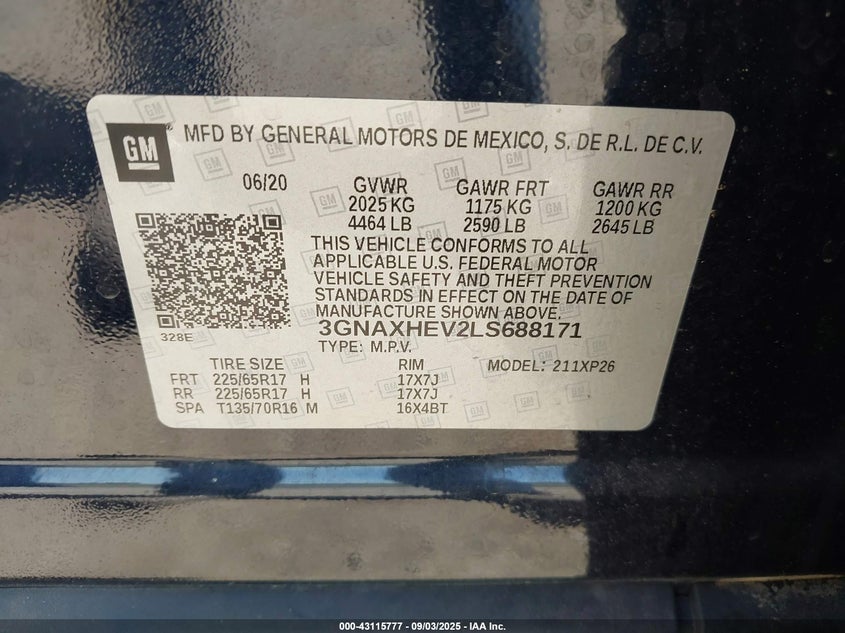 GM
MFD BY GENERAL MOTORS DE MEXICO, S. DE R.L. DE C.V.
06/20 GVWR GAWR FRT GAWR RR
2025 KG 1175 KG 1200 KG
4464 LB 2590 LB 2645 LB
THIS VEHICLE CONFORMS TO ALL
APPLICABLE U.S. FEDERAL MOTOR
VEHICLE SAFETY AND THEFT PREVENTION
STANDARDS IN EFFECT ON THE DATE OF
MANUFACTURE SHOWN ABOVE.
328E
3GNAXHEV2LS688171
TYPE: M.P.V.
TIRE SIZE RIM MODEL: 211XP26
FRT 225/65R17 H 17X7J
RR 225/65R17 H 17X7J
SPA T135/70R16 M 16X4BT
000-43115777 - 09/03/2025 - IAA Inc.